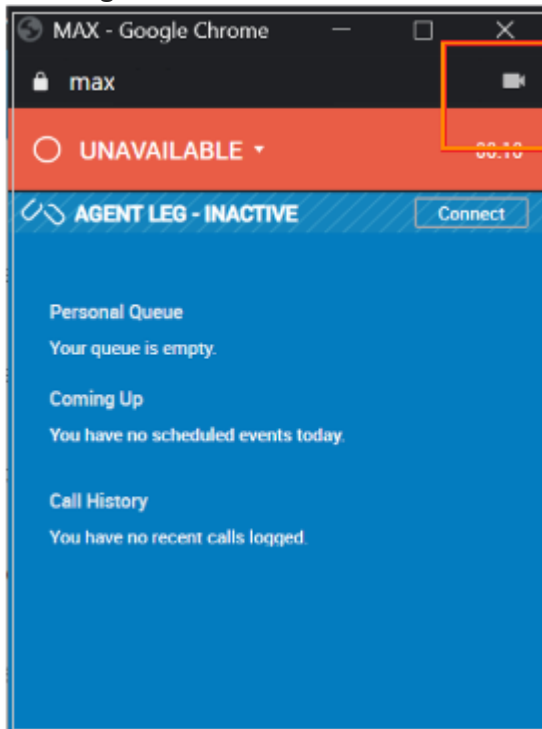 MAX - Google Chrome
max
UNAVAILABLE
AGENT LEG - INACTIVE
Connect
Personal Queue
Your queue is empty.
Coming Up
You have no scheduled events today.
Call History
You have no recent calls logged.